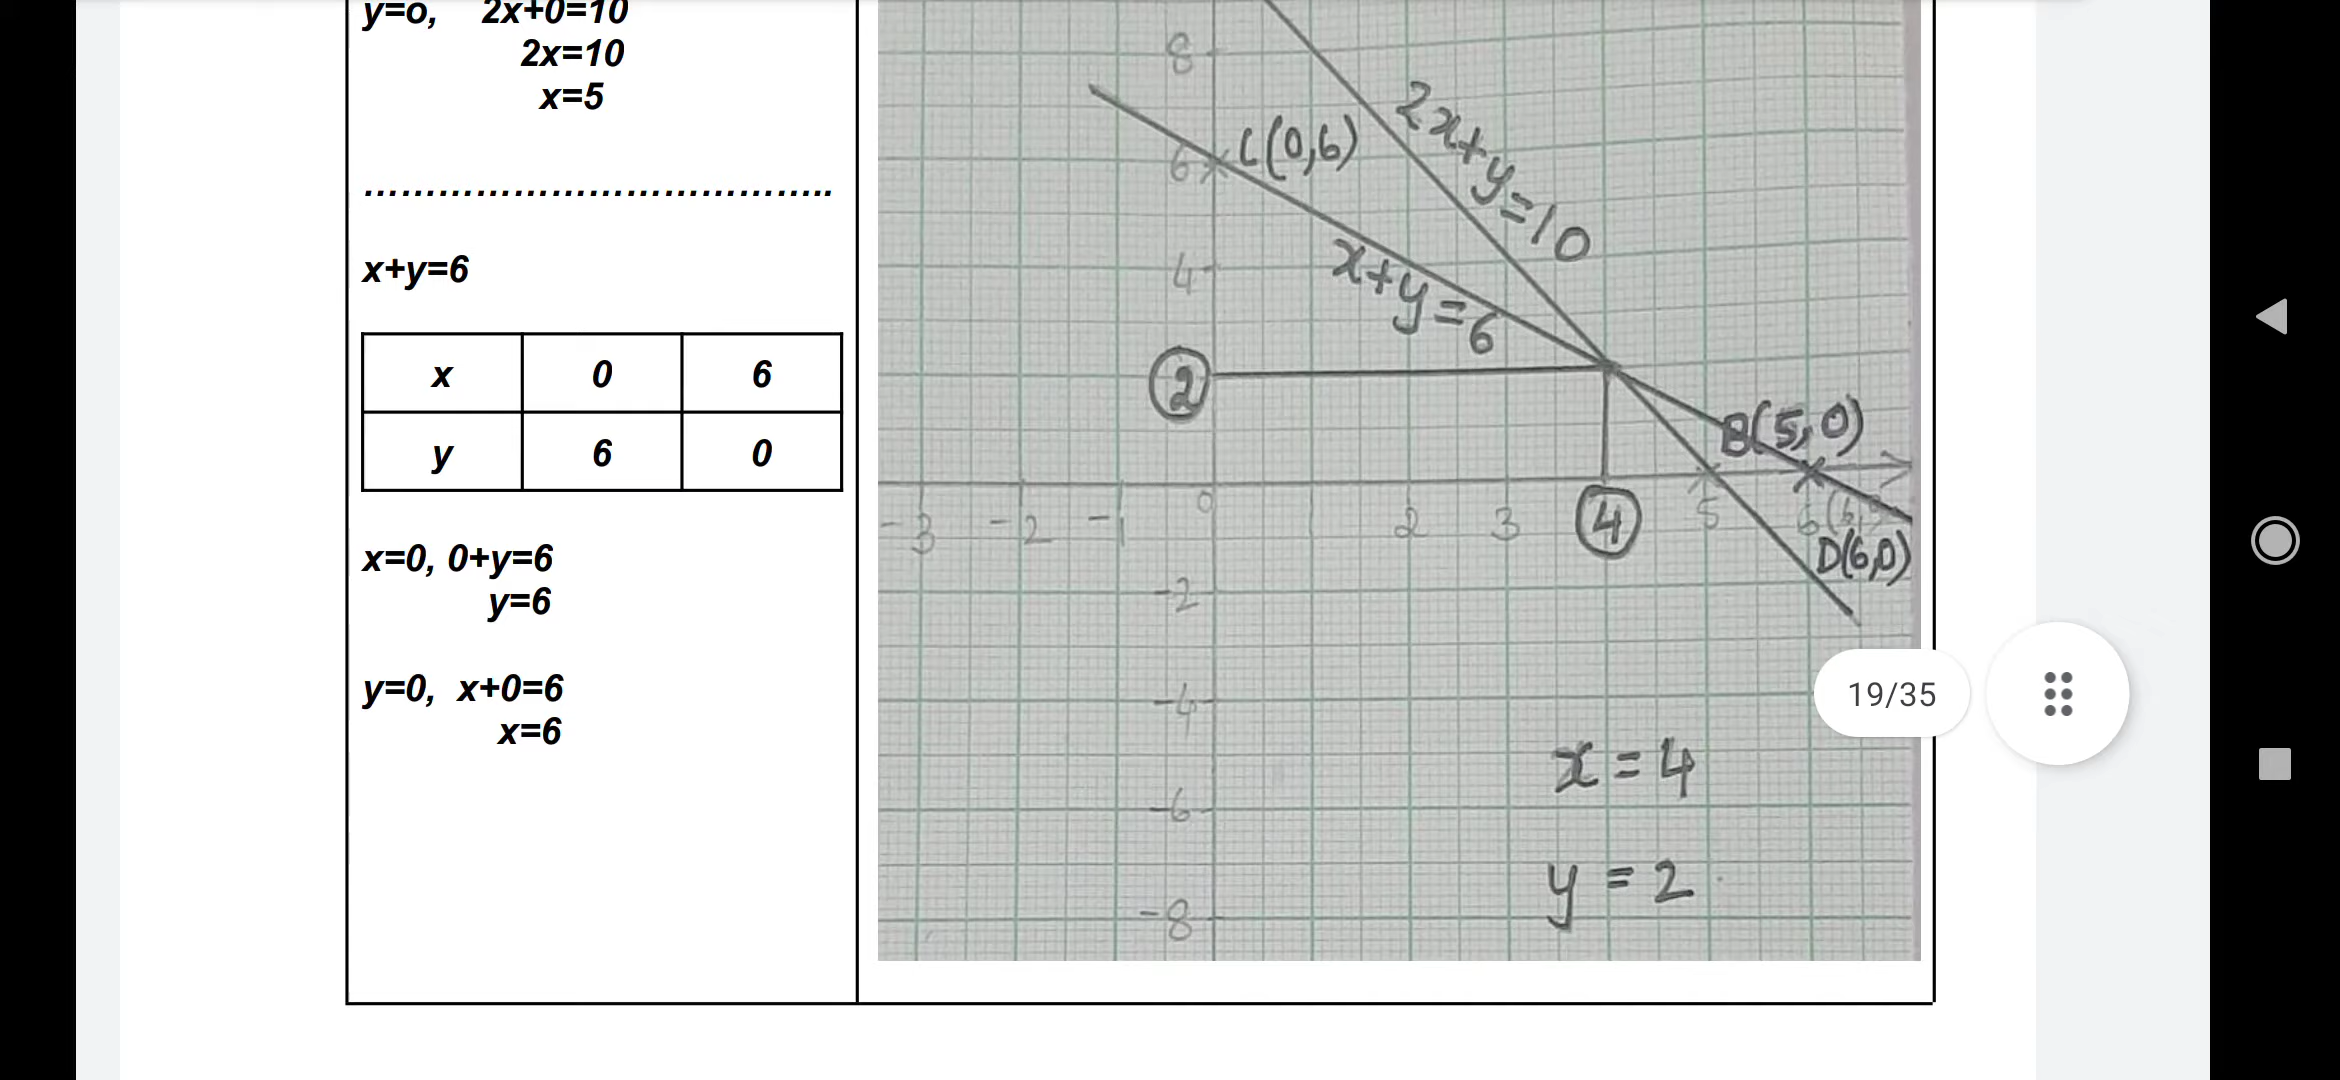 y=o, 2x+0=10
2x=10
x=5
…………………………………..
x+y=6
x 0 6
y 6 0
x=0, 0+y=6
y=6
y=0, x+0=6
x=6
8
6
C(0,6)
2x+y=10
4
x+y=6
2
B(5,0)
-3 -2 -1 0 2 3 4 5 6
D(6,0)
-2
-4
-6
-8
x=4
y=2
19/35